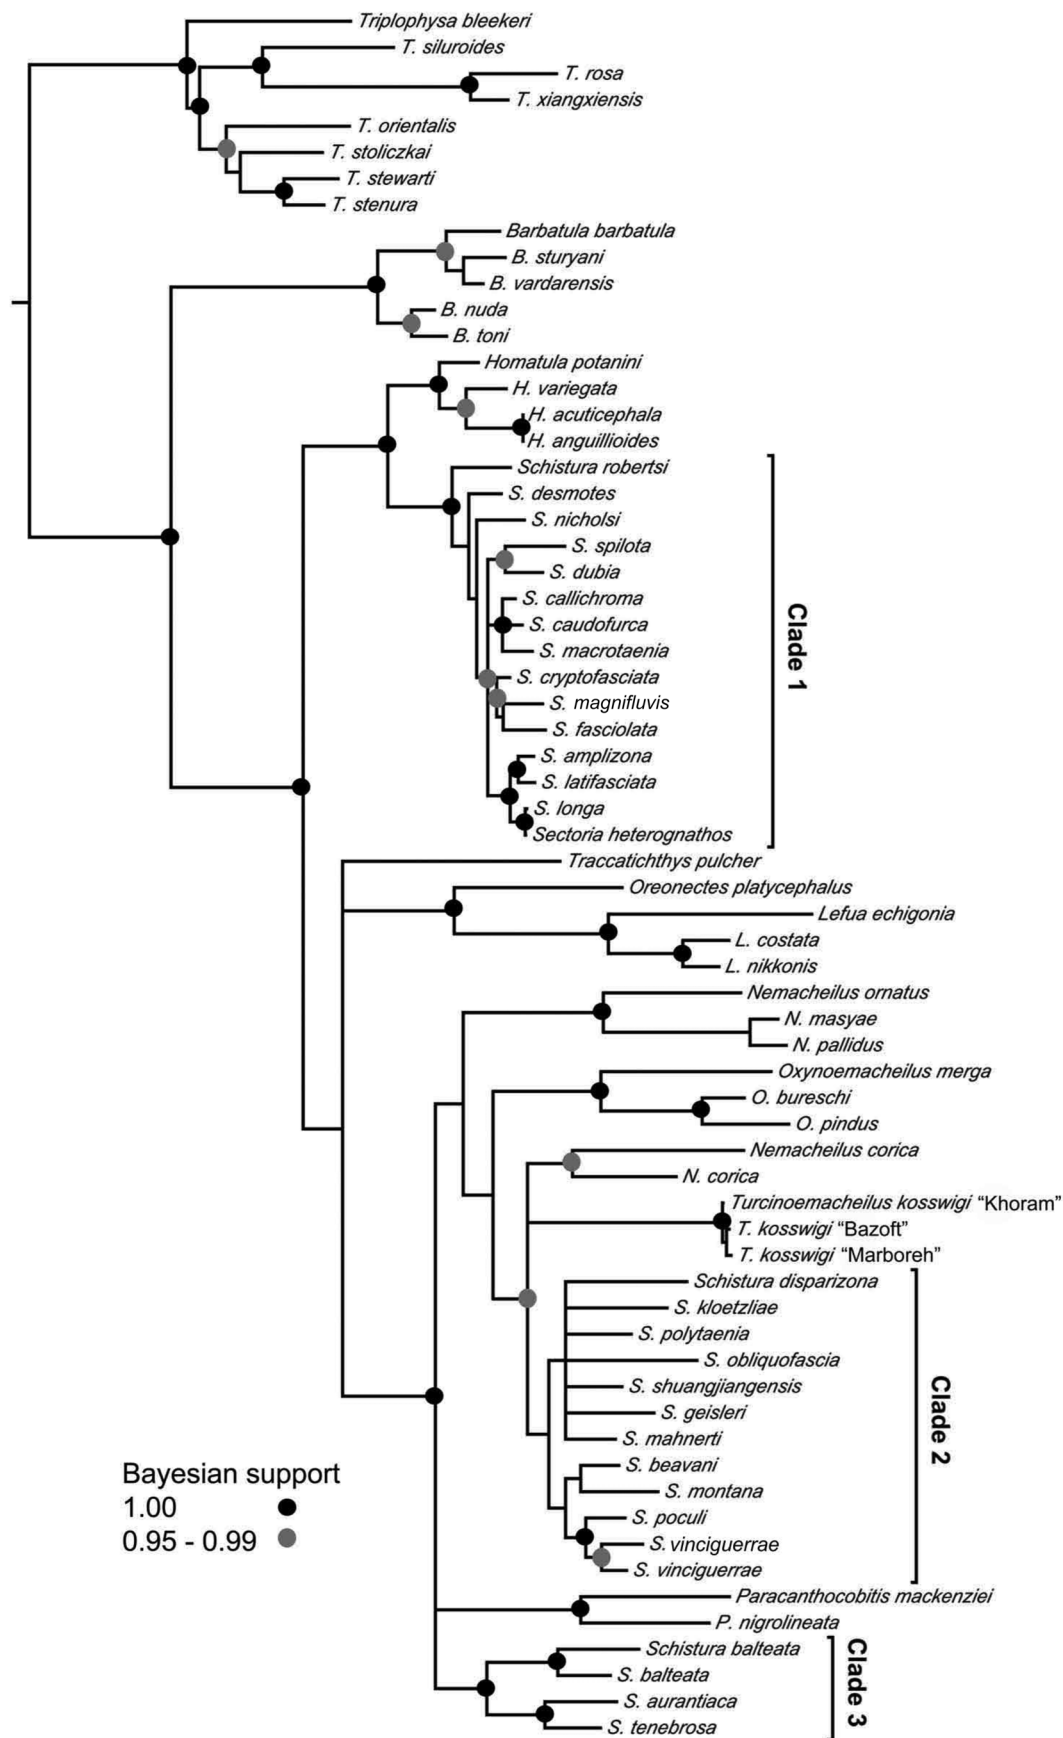 Triplophysa bleekeri
T. siluroides
T. rosa
T. xiangxiensis
T. orientalis
T. stoliczkai
T. stewarti
T. stenura
Barbatula barbatula
B. sturyani
B. vardarensis
B. nuda
B. toni
Homatula potanini
H. variegata
H. acuticephala
H. anguillioides
Schistura robertsi
S. desmotes
S. nicholsi
S. spilota
S. dubia
S. callichroma
S. caudofurca
S. macrotaenia
S. cryptofasciata
S. magnifluvis
S. fasciolata
S. amplizona
S. latifasciata
S. longa
Sectoria heterognathos
Clade 1
Traccatichthys pulcher
Oreonectes platycephalus
Lefua echigonia
L. costata
L. nikkonis
Nemacheilus ornatus
N. masyae
N. pallidus
Oxynoemacheilus merga
O. bureschi
O. pindus
Nemacheilus corica
N. corica
Turcinoemacheilus kosswigi “Khoram”
T. kosswigi “Bazoft”
T. kosswigi “Marboreh”
Schistura disparizona
S. kloetzliae
S. polytaenia
S. obliquofascia
S. shuangjiangensis
S. geisleri
S. mahnerti
S. beavani
S. montana
S. poculi
S. vinciguerrae
S. vinciguerrae
Clade 2
Paracanthocobitis mackenziei
P. nigrolineata
Schistura balteata
S. balteata
S. aurantiaca
S. tenebrosa
Clade 3
Bayesian support
1.00
0.95 - 0.99